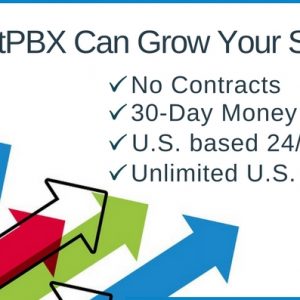 tPBX Can Grow Your S
✓No Contracts
✓30-Day Money
✓U.S. based 24/
✓Unlimited U.S.